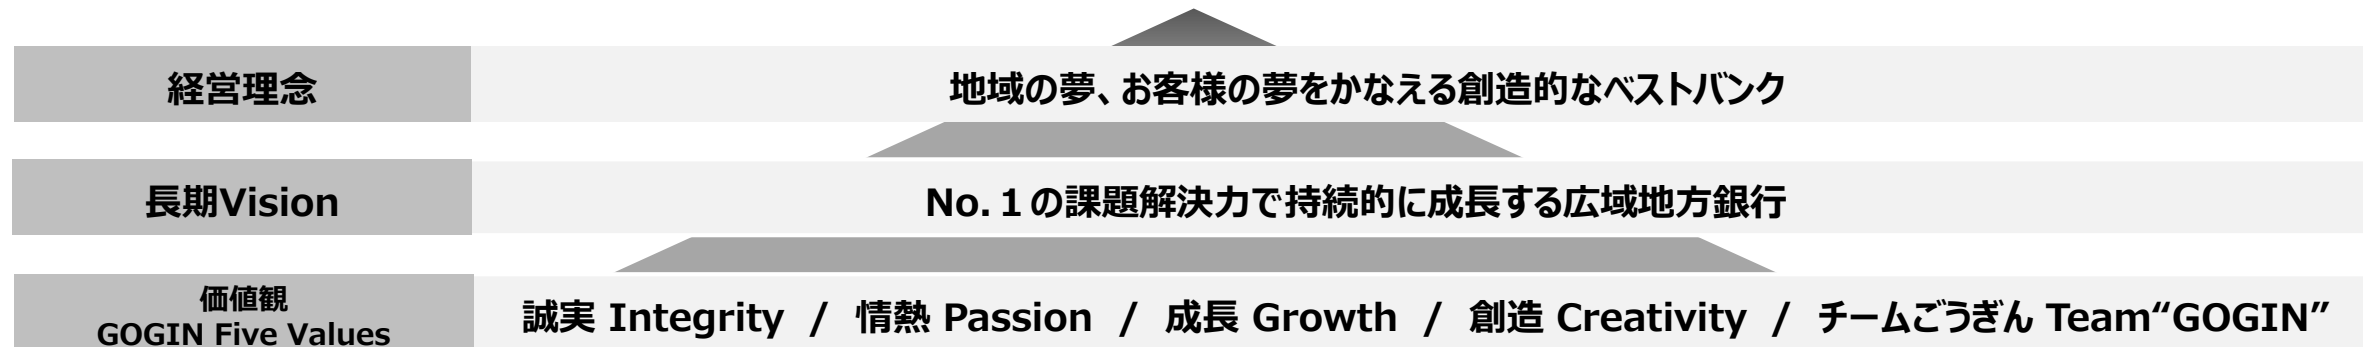 経営理念
地域の夢、お客様の夢をかなえる創造的なベストバンク
長期Vision
No.１の課題解決力で持続的に成長する広域地方銀行
価値観
GOGIN Five Values
誠実 Integrity / 情熱 Passion / 成長 Growth / 創造 Creativity / チームごうぎん Team“GOGIN”